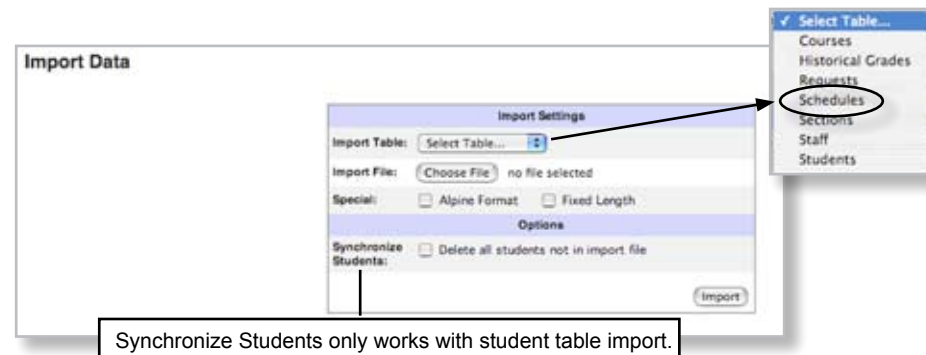 Import Data
Import Settings
Import Table: Select Table...
Import File: Choose File no file selected
Special: Alpine Format Fixed Length
Options
Synchronize Students: Delete all students not in import file
Import
Synchronize Students only works with student table import.
✓ Select Table...
Courses
Historical Grades
Requests
Schedules
Sections
Staff
Students